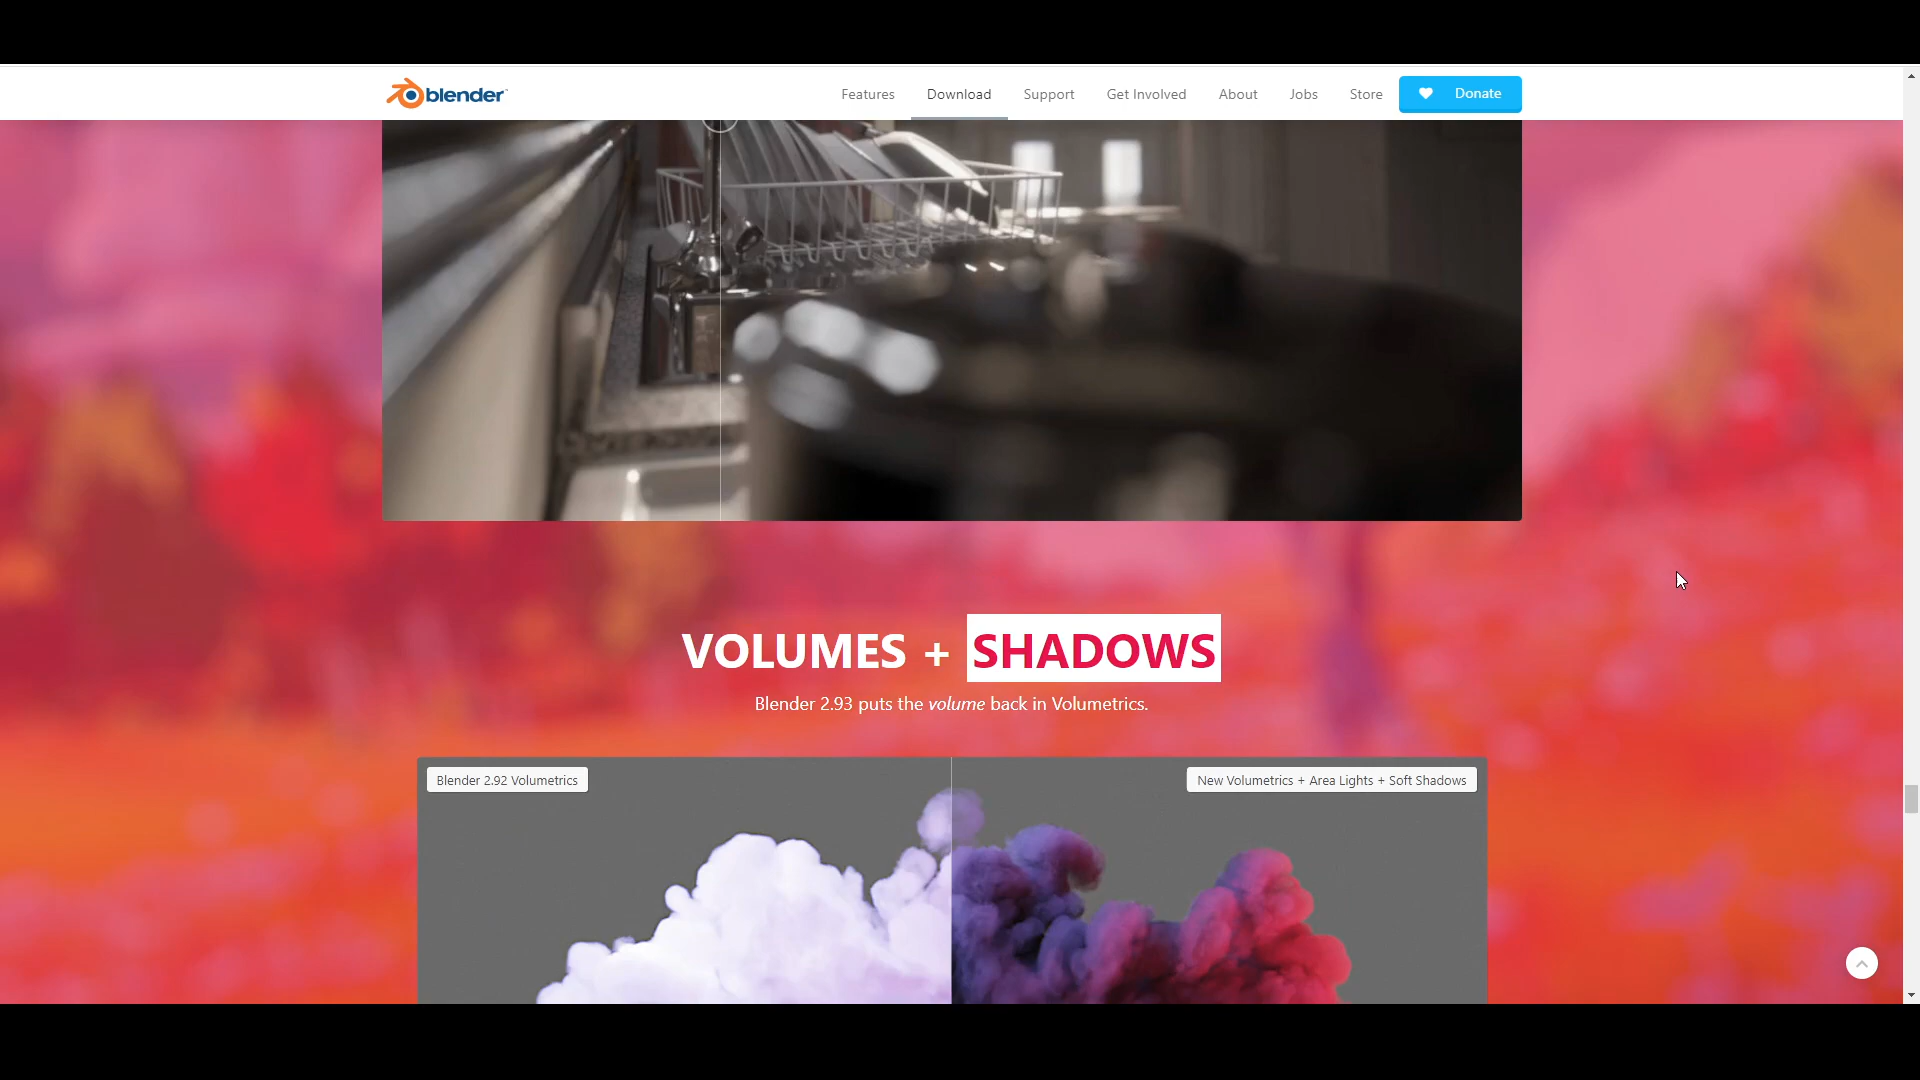 blender
Features Download Support Get Involved About Jobs Store Donate
VOLUMES + SHADOWS
Blender 2.93 puts the volume back in Volumetrics.
Blender 2.92 Volumetrics
New Volumetrics + Area Lights + Soft Shadows